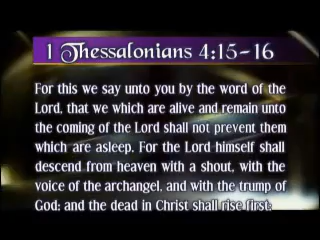 1 Thessalonians 4:15-16
For this we say unto you by the word of the
Lord, that we which are alive and remain unto
the coming of the Lord shall not prevent them
which are asleep. For the Lord himself shall
descend from heaven with a shout, with the
voice of the archangel, and with the trump of
God: and the dead in Christ shall rise first: